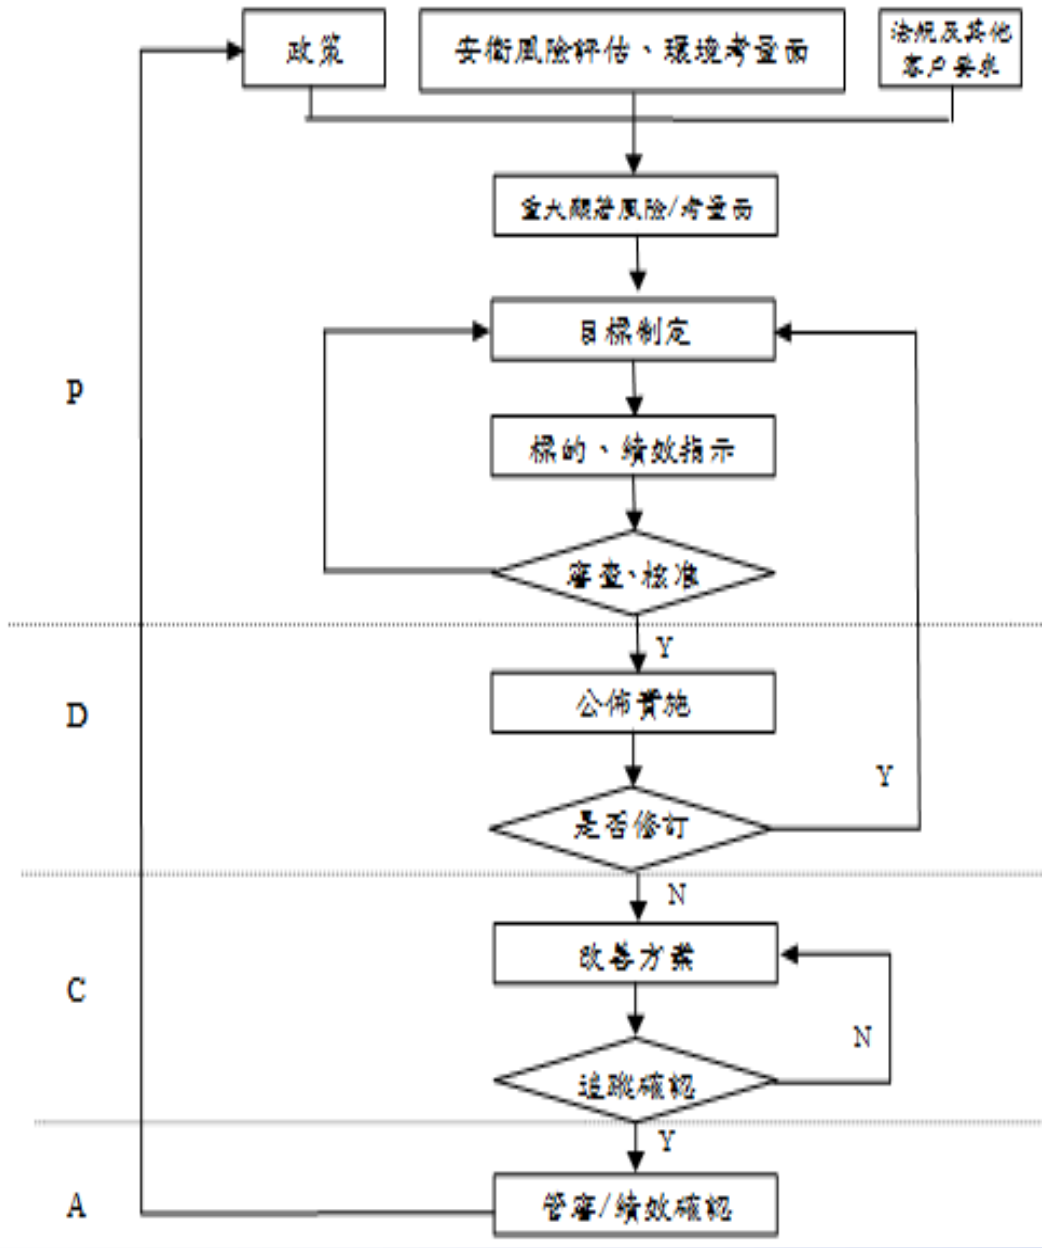 政策
安衛風險評估、環境考量面
法規及其他
客戶要求
重大顯著風險/考量面
目標制定
P
標的、績效指示
審查、核准
Y
公佈實施
D
Y
是否修訂
N
改善方案
C
N
追蹤確認
Y
管審/績效確認
A